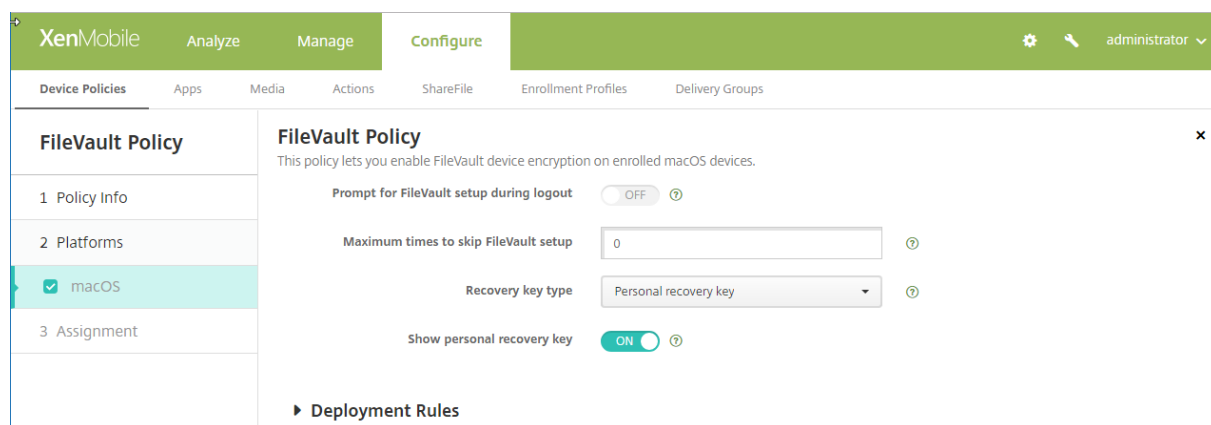 XenMobile Analyze Manage Configure administrator
Device Policies Apps Media Actions ShareFile Enrollment Profiles Delivery Groups
FileVault Policy
1 Policy Info
2 Platforms
macOS
3 Assignment
FileVault Policy
This policy lets you enable FileVault device encryption on enrolled macOS devices.
Prompt for FileVault setup during logout OFF
Maximum times to skip FileVault setup 0
Recovery key type Personal recovery key
Show personal recovery key ON
Deployment Rules